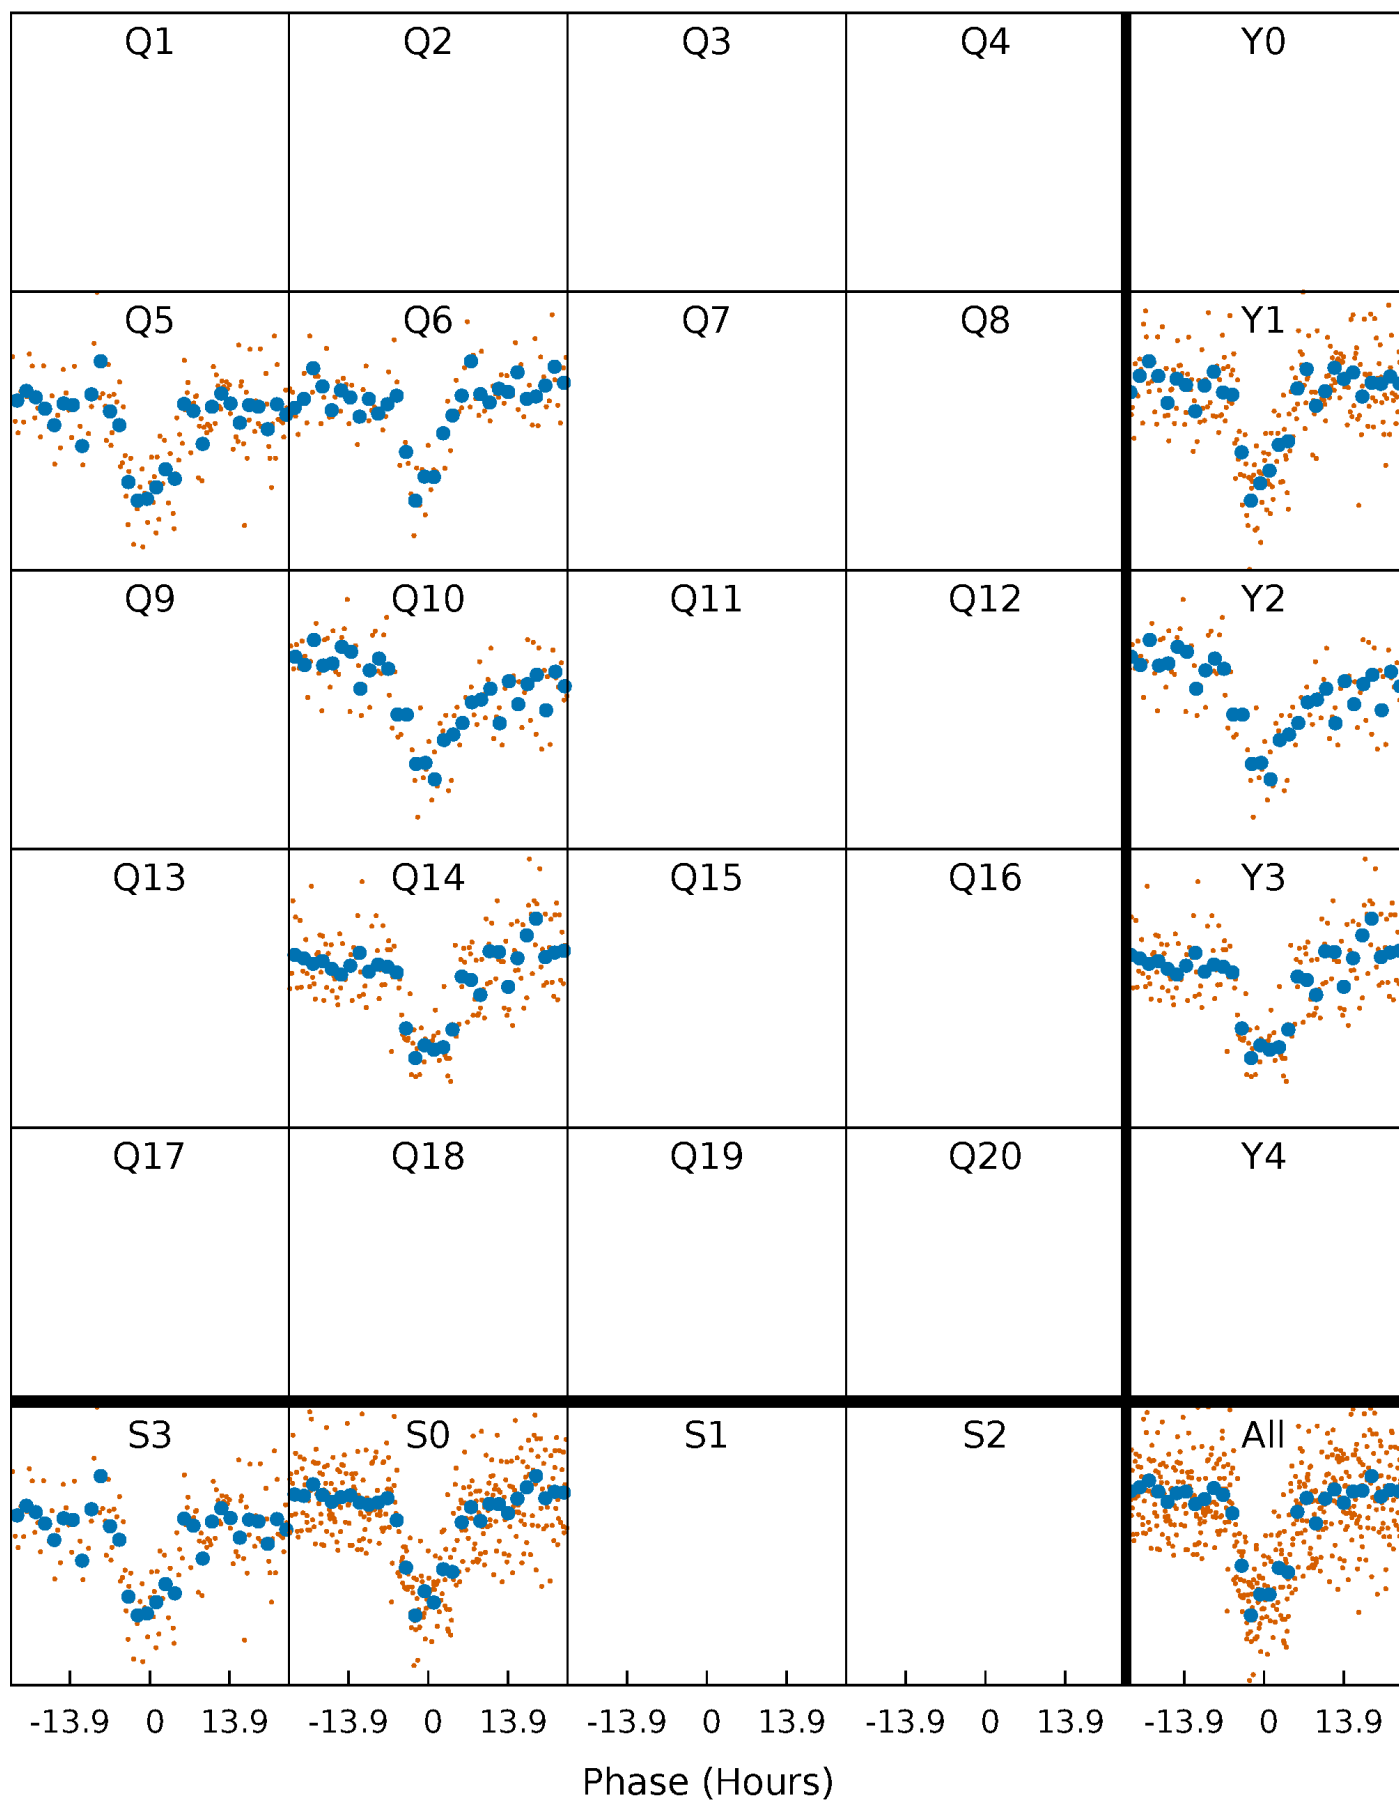 Q1 Q2 Q3 Q4 Y0
Q5 Q6 Q7 Q8 Y1
Q9 Q10 Q11 Q12 Y2
Q13 Q14 Q15 Q16 Y3
Q17 Q18 Q19 Q20 Y4
S3 S0 S1 S2 All
-13.9 0 13.9 -13.9 0 13.9 -13.9 0 13.9 -13.9 0 13.9 -13.9 0 13.9
Phase (Hours)